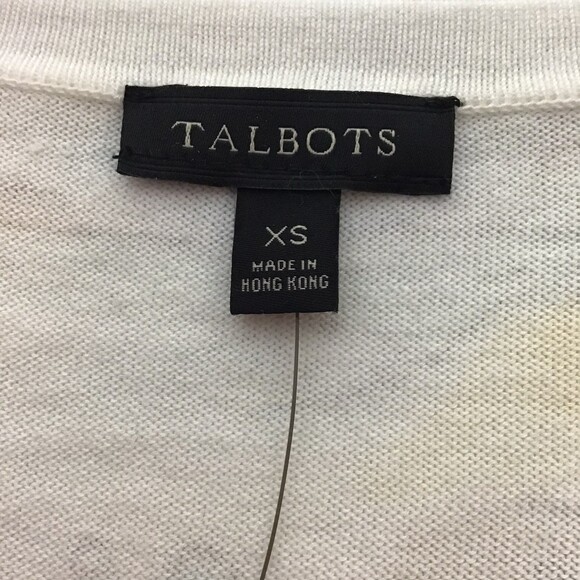 TALBOTS
XS
MADE IN
HONG KONG